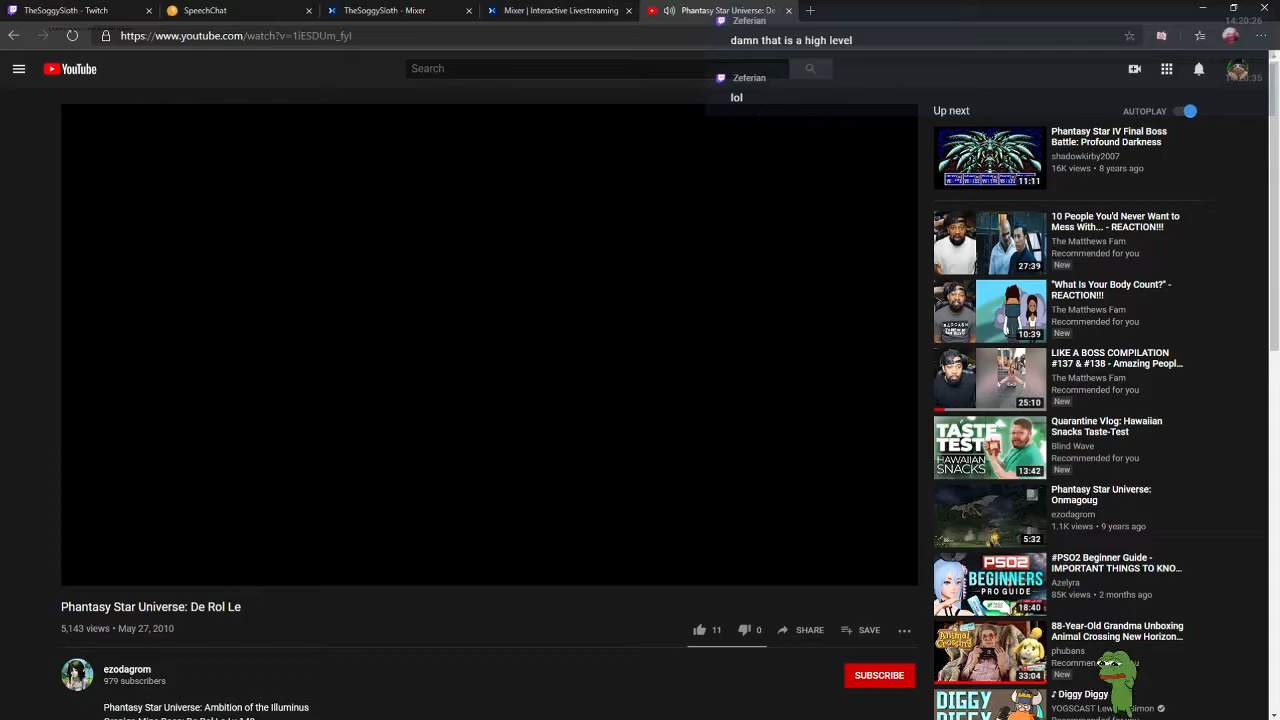 TheSoggySloth - Twitch
SpeechChat
TheSoggySloth - Mixer
Mixer | Interactive Livestreaming
Phantasy Star Universe: De
Zeferian
14:20:26
https://www.youtube.com/watch?v=1iESDUm_fyI
damn that is a high level
YouTube
Search
Zeferian
lol
Up next
AUTOPLAY
Phantasy Star IV Final Boss
Battle: Profound Darkness
shadowkirby2007
16K views • 8 years ago
11:11
10 People You'd Never Want to
Mess With... - REACTION!!!
The Matthews Fam
Recommended for you
New
27:39
"What Is Your Body Count?" -
REACTION!!!
The Matthews Fam
Recommended for you
New
10:39
LIKE A BOSS COMPILATION
#137 & #138 - Amazing Peopl...
The Matthews Fam
Recommended for you
New
25:10
Quarantine Vlog: Hawaiian
Snacks Taste-Test
Blind Wave
Recommended for you
New
TASTE
TEST
HAWAIIAN
SNACKS
13:42
Phantasy Star Universe:
Onmagoug
ezodagrom
1.1K views • 9 years ago
5:32
#PSO2 Beginner Guide -
IMPORTANT THINGS TO KNO...
Azelyra
85K views • 2 months ago
PSO2
BEGINNERS
PRO GUIDE
18:40
88-Year-Old Grandma Unboxing
Animal Crossing New Horizon...
phubans
New
Animal
Crossing
33:04
♪ Diggy Diggy
YOGSCAST
DIGGY
Phantasy Star Universe: De Rol Le
5,143 views • May 27, 2010
11
0
SHARE
SAVE
ezodagrom
979 subscribers
SUBSCRIBE
Phantasy Star Universe: Ambition of the Illuminus